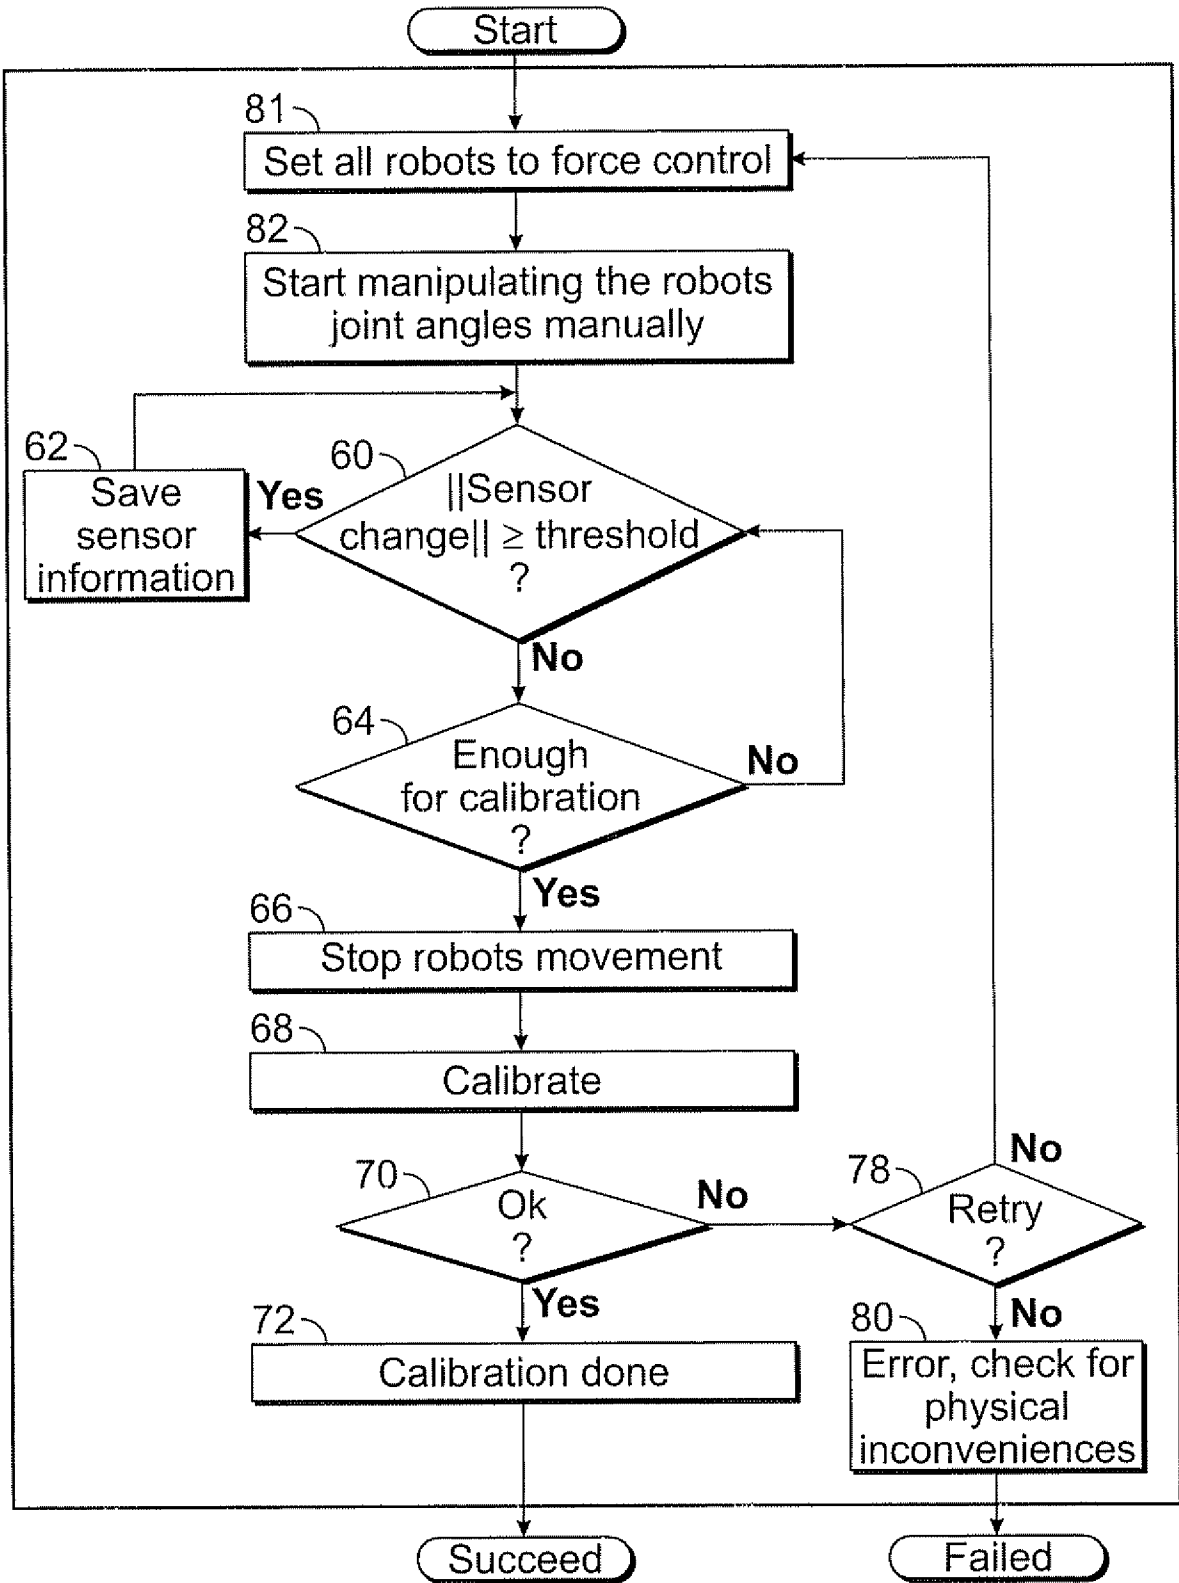 Start
81
Set all robots to force control
82
Start manipulating the robots
joint angles manually
62
Save
sensor
information
Yes
60
||Sensor
change|| ≥ threshold
?
No
64
Enough
for calibration
?
No
Yes
66
Stop robots movement
68
Calibrate
70
Ok
?
No
78
No
Retry
?
Yes
72
Calibration done
No
80
Error, check for
physical
inconveniences
Succeed
Failed